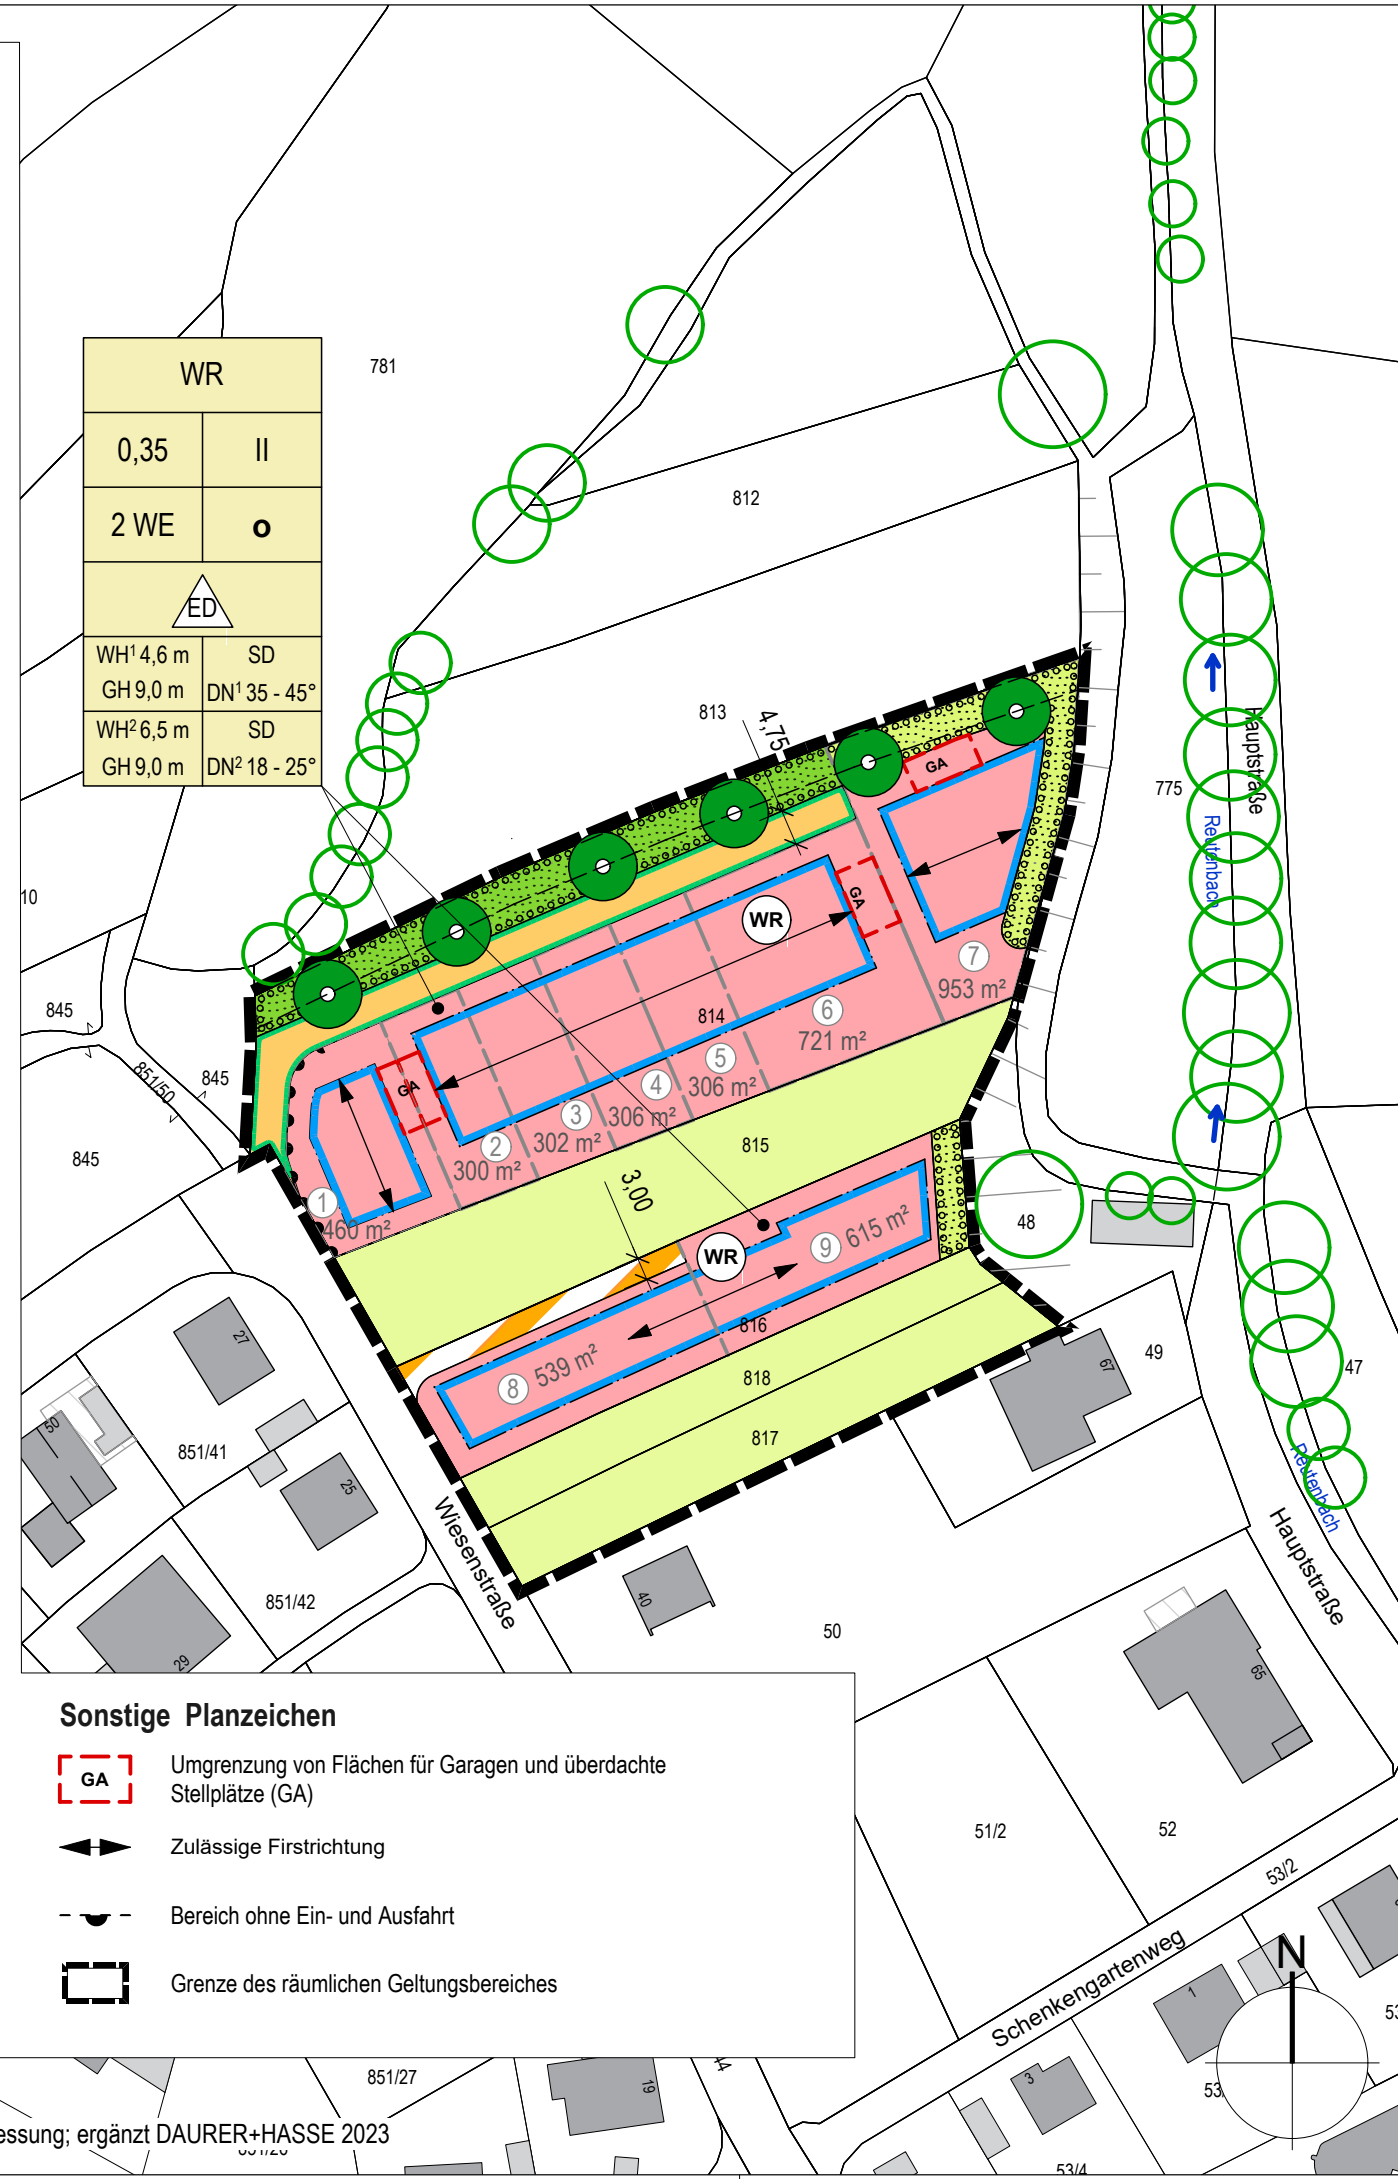 WR
0,35 II
2 WE o
ED
WH¹ 4,6 m SD
GH 9,0 m DN¹ 35 - 45°
WH² 6,5 m SD
GH 9,0 m DN² 18 - 25°
781
812
813
4,75
GA
775
Hauptstraße
Reutenbach
10
WR
GA
7
953 m²
845
851/50
845
845
814
6
721 m²
GA
5
306 m²
4
306 m²
3
302 m²
2
300 m²
1
460 m²
815
3,00
48
WR
9 615 m²
816
8 539 m²
818
817
27
50
851/41
25
851/42
29
Wiesenstraße
40
50
67
49
47
Reutenbach
Hauptstraße
65
51/2
52
53/2
Schenkengartenweg
N
1
3
53/4
Sonstige Planzeichen
GA
Umgrenzung von Flächen für Garagen und überdachte
Stellplätze (GA)
Zulässige Firstrichtung
Bereich ohne Ein- und Ausfahrt
Grenze des räumlichen Geltungsbereiches
851/27
19
essung; ergänzt DAURER+HASSE 2023